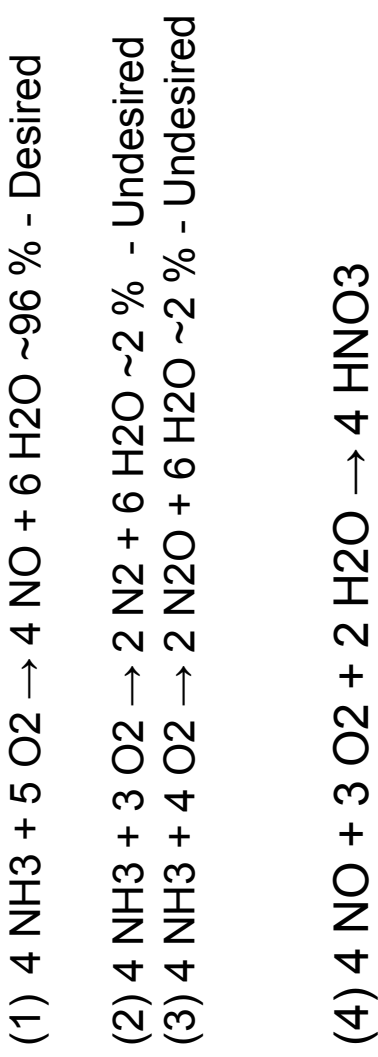 (1) 4 NH3 + 5 O2 → 4 NO + 6 H2O ~96 % - Desired
(2) 4 NH3 + 3 O2 → 2 N2 + 6 H2O ~2 %  - Undesired
(3) 4 NH3 + 4 O2 → 2 N2O + 6 H2O ~2 % - Undesired
(4) 4 NO + 3 O2 + 2 H2O → 4 HNO3